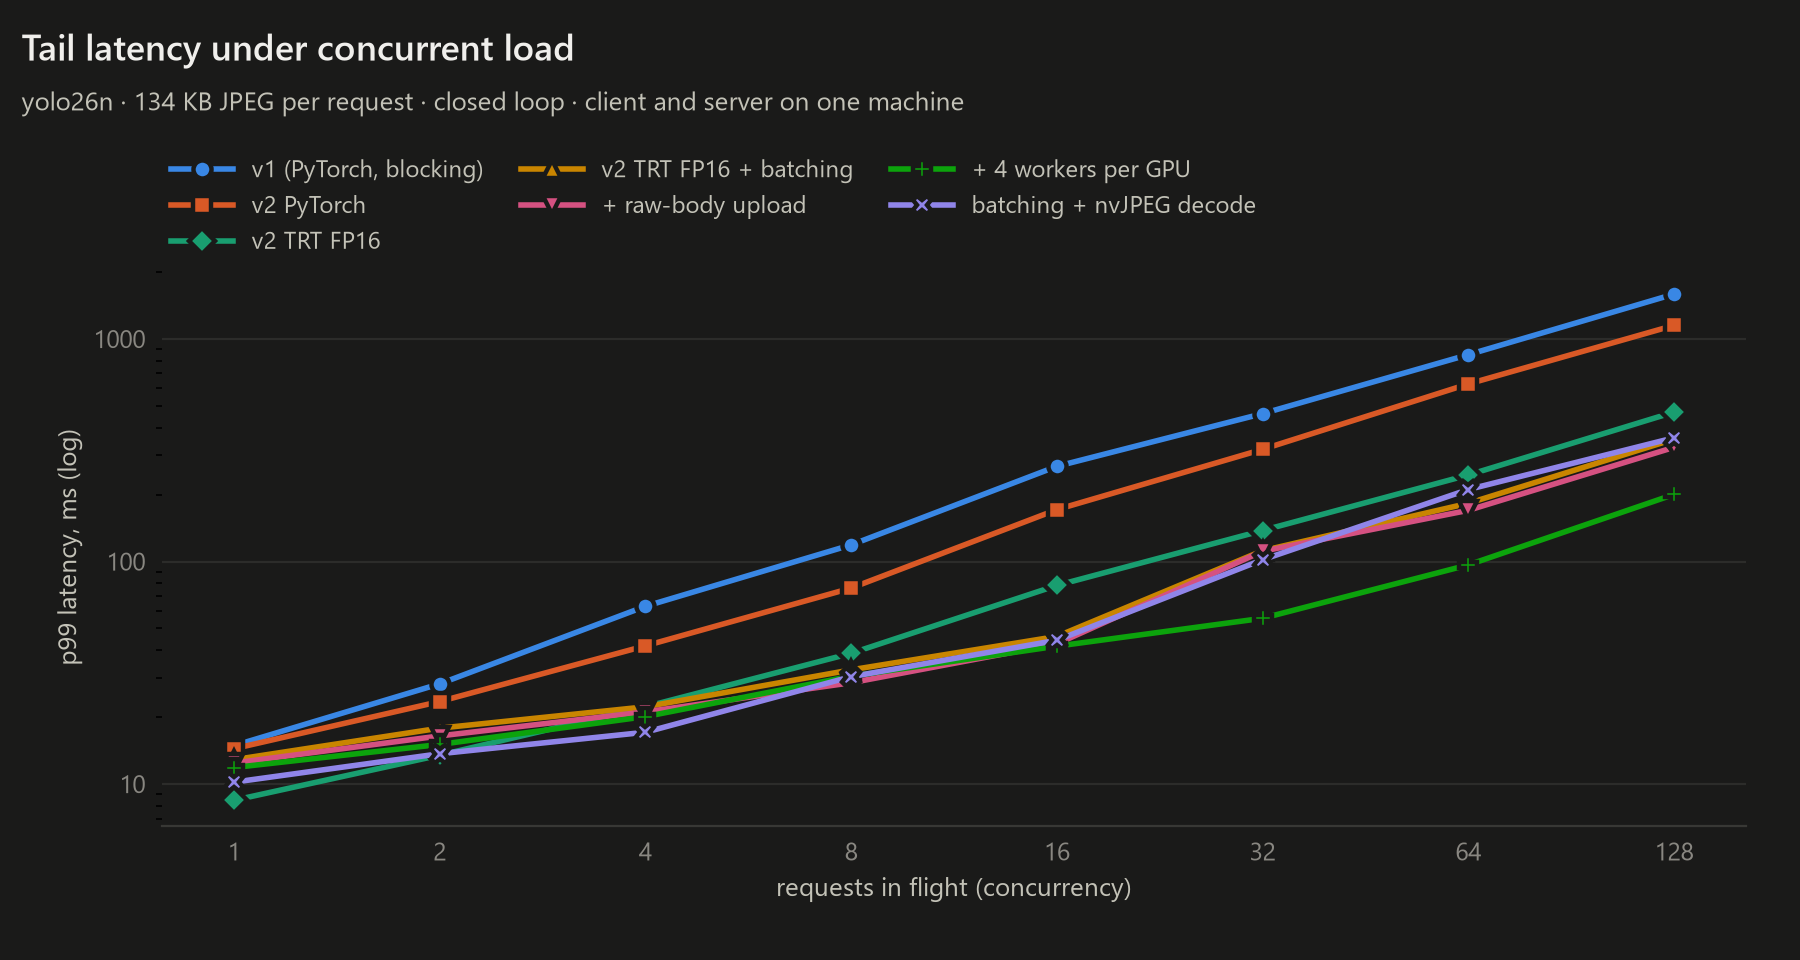 Tail latency under concurrent load
yolo26n · 134 KB JPEG per request · closed loop · client and server on one machine
v1 (PyTorch, blocking)
v2 PyTorch
v2 TRT FP16
v2 TRT FP16 + batching
+ raw-body upload
+ 4 workers per GPU
batching + nvJPEG decode
p99 latency, ms (log)
1000
100
10
1 2 4 8 16 32 64 128
requests in flight (concurrency)